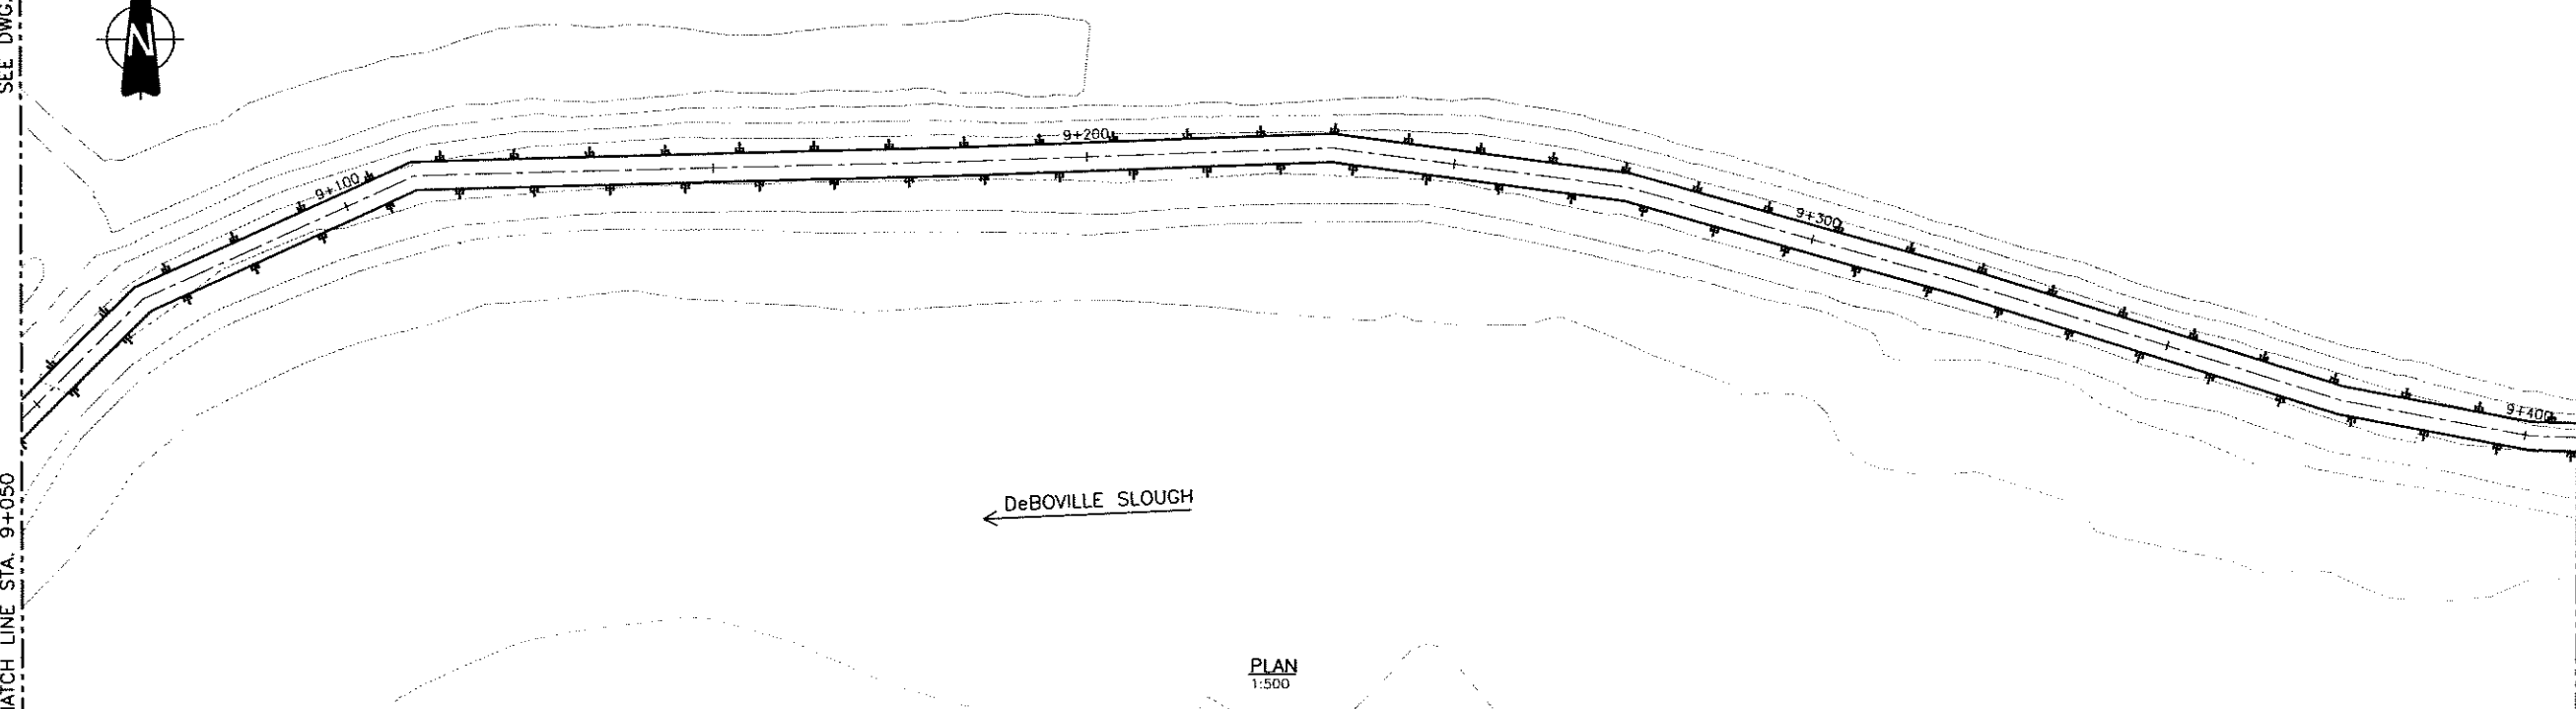 SEE DWG.
N
9+100
9+200
9+300
9+400
MATCH LINE STA. 9+050
DeBOVILLE SLOUGH
PLAN
1:500